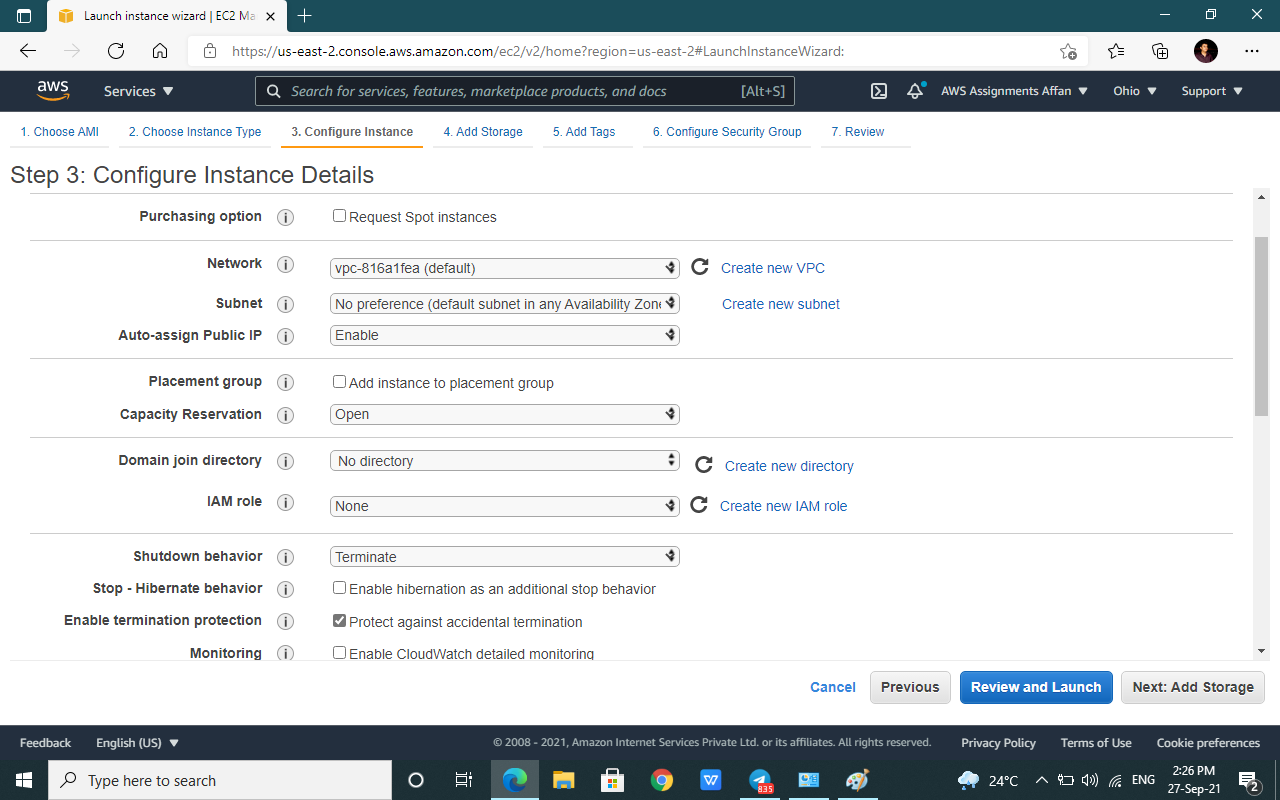 Launch instance wizard | EC2 Ma
https://us-east-2.console.aws.amazon.com/ec2/v2/home?region=us-east-2#LaunchInstanceWizard:
aws Services Search for services, features, marketplace products, and docs [Alt+S] AWS Assignments Affan Ohio Support
1. Choose AMI 2. Choose Instance Type 3. Configure Instance 4. Add Storage 5. Add Tags 6. Configure Security Group 7. Review
Step 3: Configure Instance Details
Purchasing option i Request Spot instances
Network i vpc-816a1fea (default) Create new VPC
Subnet i No preference (default subnet in any Availability Zone Create new subnet
Auto-assign Public IP i Enable
Placement group i Add instance to placement group
Capacity Reservation i Open
Domain join directory i No directory Create new directory
IAM role i None Create new IAM role
Shutdown behavior i Terminate
Stop - Hibernate behavior i Enable hibernation as an additional stop behavior
Enable termination protection i Protect against accidental termination
Monitoring i Enable CloudWatch detailed monitoring
Cancel Previous Review and Launch Next: Add Storage
Feedback English (US) © 2008 - 2021, Amazon Internet Services Private Ltd. or its affiliates. All rights reserved. Privacy Policy Terms of Use Cookie preferences
Type here to search W 835 24°C ENG 2:26 PM
27-Sep-21 2